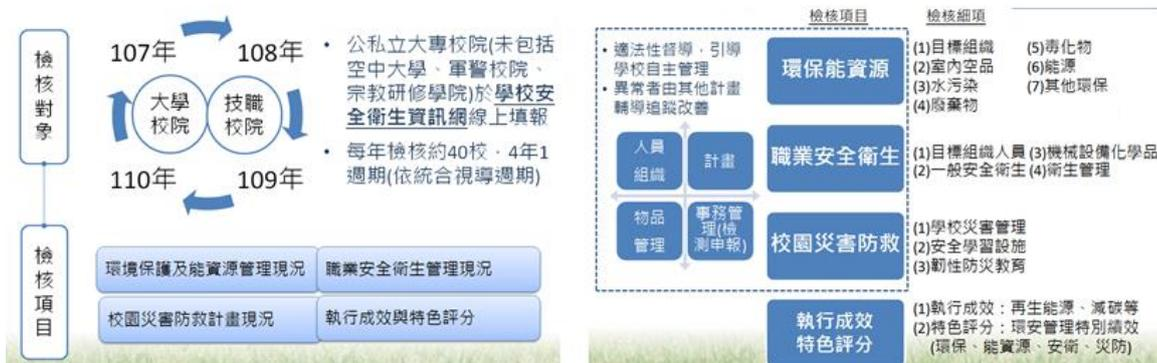 檢核對象
107年
108年
大學校院
技職校院
110年
109年
• 公私立大專校院(未包括
空中大學、軍警校院、
宗教研修學院)於學校安
全衛生資訊網線上填報
• 每年檢核約40校，4年1
週期(依統合視導週期)
檢核項目
環境保護及能資源管理現況
職業安全衛生管理現況
校園災害防救計畫現況
執行成效與特色評分
檢核項目
檢核細項
• 適法性督導，引導
學校自主管理
• 異常者由其他計畫
輔導追蹤改善
人員
組織
計畫
物品
管理
事務管
理(檢
測申報)
環保能資源
(1)目標組織
(2)室內空品
(3)水污染
(4)廢棄物
(5)毒化物
(6)能源
(7)其他環保
職業安全衛生
(1)目標組織人員
(2)一般安全衛生
(3)機械設備化學品
(4)衛生管理
校園災害防救
(1)學校災害管理
(2)安全學習設施
(3)韌性防災教育
執行成效
特色評分
(1)執行成效：再生能源、減碳等
(2)特色評分：環安管理特別績效
(環保、能資源、安衛、災防)